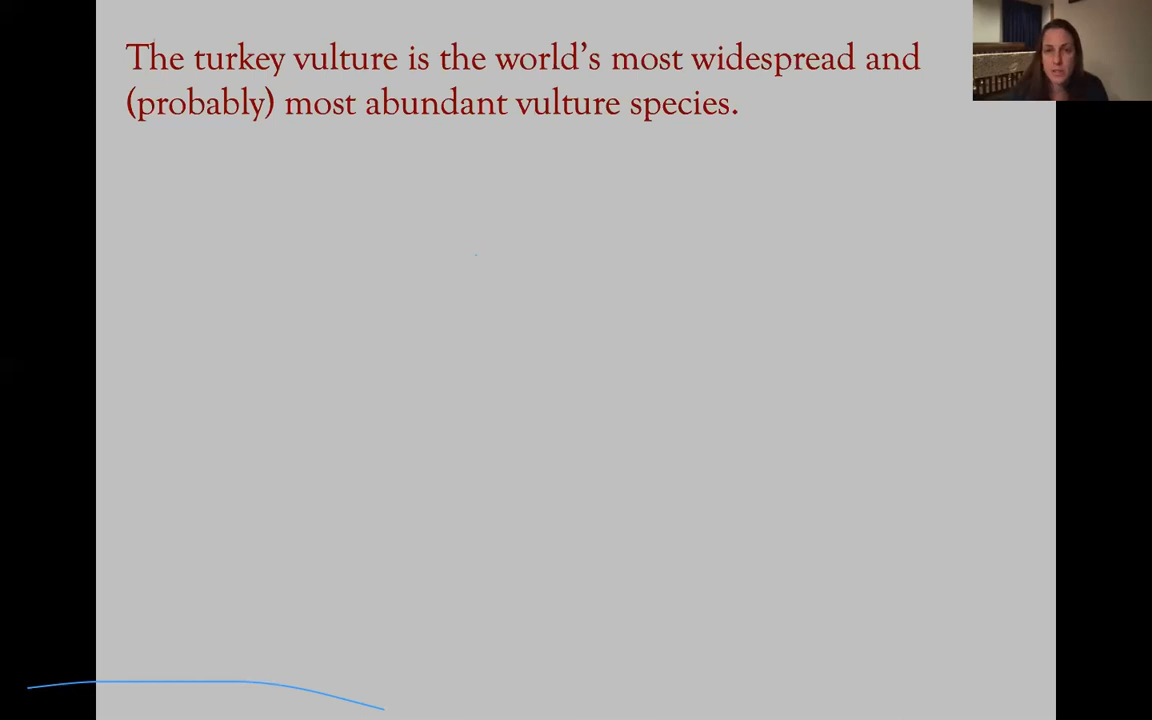 The turkey vulture is the world's most widespread and
(probably) most abundant vulture species.